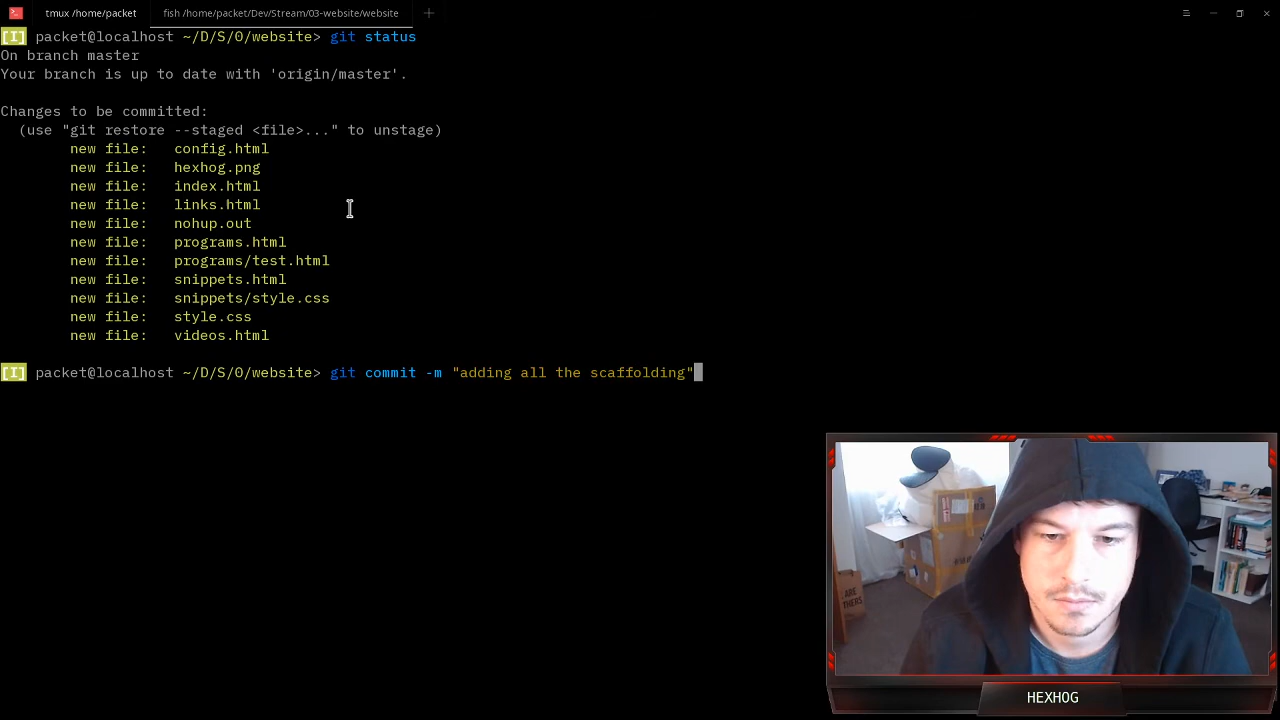 tmux /home/packet
fish /home/packet/Dev/Stream/03-website/website
[I] packet@localhost ~/D/S/0/website> git status
On branch master
Your branch is up to date with 'origin/master'.
Changes to be committed:
(use "git restore --staged <file>..." to unstage)
new file: config.html
new file: hexhog.png
new file: index.html
new file: links.html
new file: nohup.out
new file: programs.html
new file: programs/test.html
new file: snippets.html
new file: snippets/style.css
new file: style.css
new file: videos.html
[I] packet@localhost ~/D/S/0/website> git commit -m "adding all the scaffolding"
ARE
THERS
HEXHOG